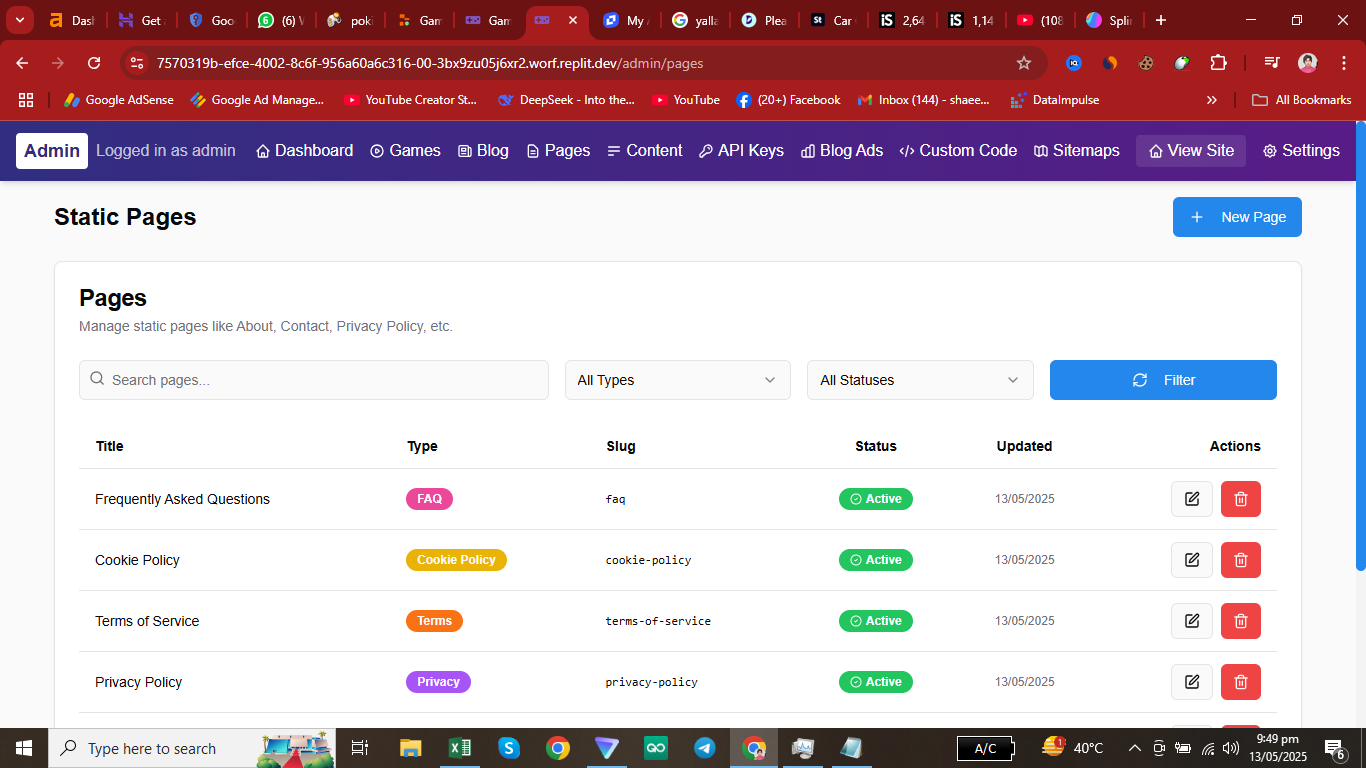 Dash
Get
Goo
(6) W
poki
Gam
Gam
My
yalla
Plea
Car
2,64
1,14
(108
Splin
7570319b-efce-4002-8c6f-956a60a6c316-00-3bx9zu05j6xr2.worf.replit.dev/admin/pages
Google AdSense
Google Ad Manage...
YouTube Creator St...
DeepSeek - Into the...
YouTube
(20+) Facebook
Inbox (144) - shaee...
DataImpulse
All Bookmarks
Admin
Logged in as admin
Dashboard
Games
Blog
Pages
Content
API Keys
Blog Ads
Custom Code
Sitemaps
View Site
Settings
Static Pages
New Page
Pages
Manage static pages like About, Contact, Privacy Policy, etc.
Search pages...
All Types
All Statuses
Filter
Title Type Slug Status Updated Actions
Frequently Asked Questions FAQ faq Active 13/05/2025
Cookie Policy Cookie Policy cookie-policy Active 13/05/2025
Terms of Service Terms terms-of-service Active 13/05/2025
Privacy Policy Privacy privacy-policy Active 13/05/2025
Type here to search
A/C
40°C
9:49 pm
13/05/2025
6